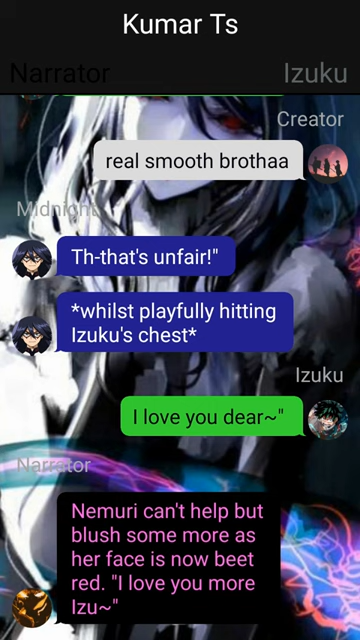 Kumar Ts
Narrator
Izuku
Creator
real smooth brothaa
Midnight
Th-that's unfair!"
*whilst playfully hitting
Izuku's chest*
Izuku
I love you dear~"
Narrator
Nemuri can't help but
blush some more as
her face is now beet
red. "I love you more
Izu~"